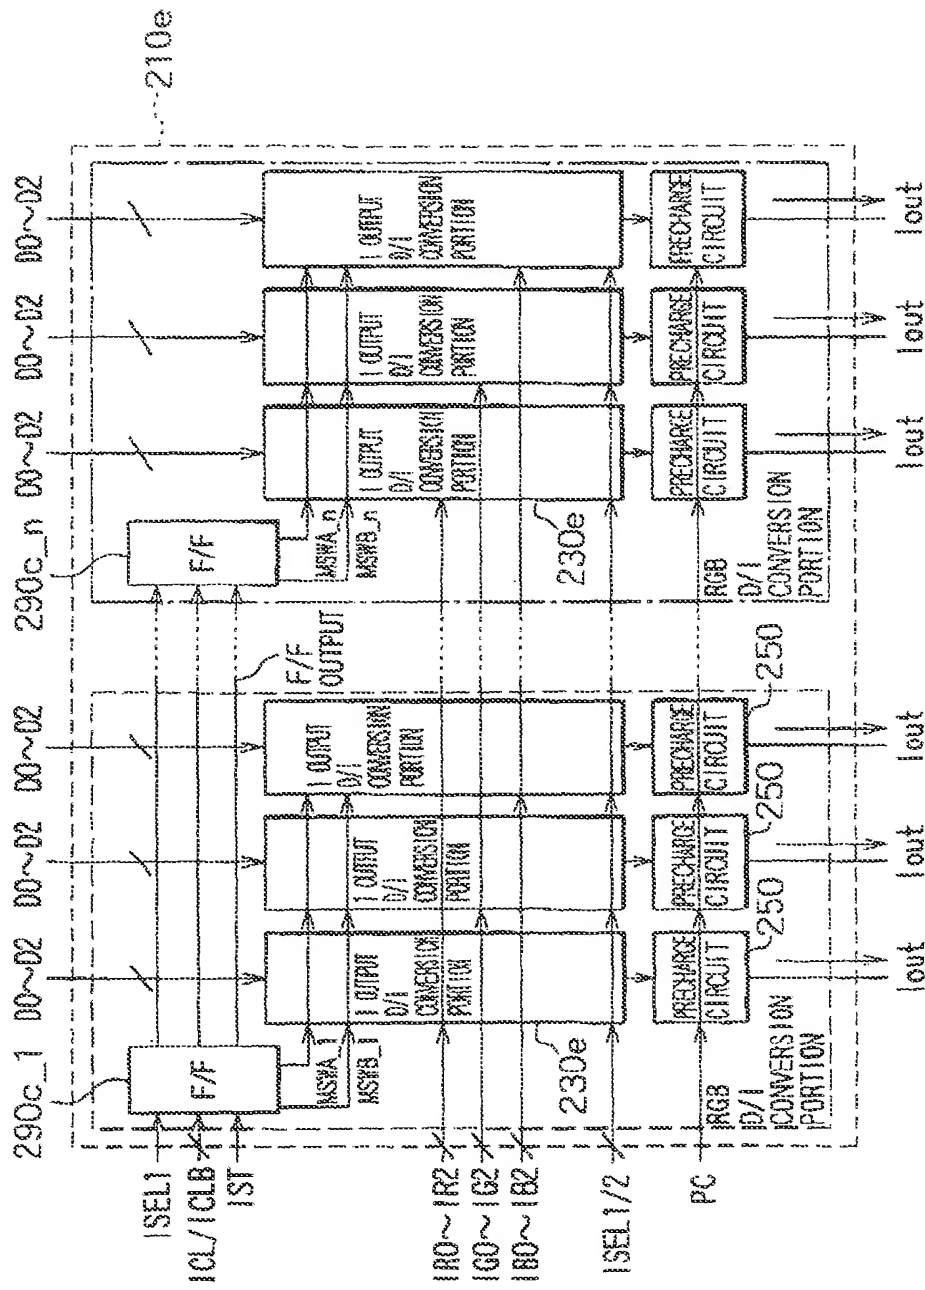 210e
D0~D2
D0~D2
D0~D2
D0~D2
D0~D2
D0~D2
290c_1
290c_n
F/F
F/F
ISEL1
ICL/ICLB
IST
F/F
OUTPUT
MSWA_1
MSWB_1
MSWA_n
MSWB_n
1 OUTPUT
D/I
CONVERSION
PORTION
1 OUTPUT
D/I
CONVERSION
PORTION
1 OUTPUT
D/I
CONVERSION
PORTION
1 OUTPUT
D/I
CONVERSION
PORTION
1 OUTPUT
D/I
CONVERSION
PORTION
1 OUTPUT
D/I
CONVERSION
PORTION
IR0~IR2
IG0~IG2
IB0~IB2
ISEL1/2
PC
230e
230e
PRECHARGE
CIRCUIT
PRECHARGE
CIRCUIT
PRECHARGE
CIRCUIT
PRECHARGE
CIRCUIT
PRECHARGE
CIRCUIT
PRECHARGE
CIRCUIT
250
250
250
RGB
D/I
CONVERSION
PORTION
RGB
D/I
CONVERSION
PORTION
Iout
Iout
Iout
Iout
Iout
Iout